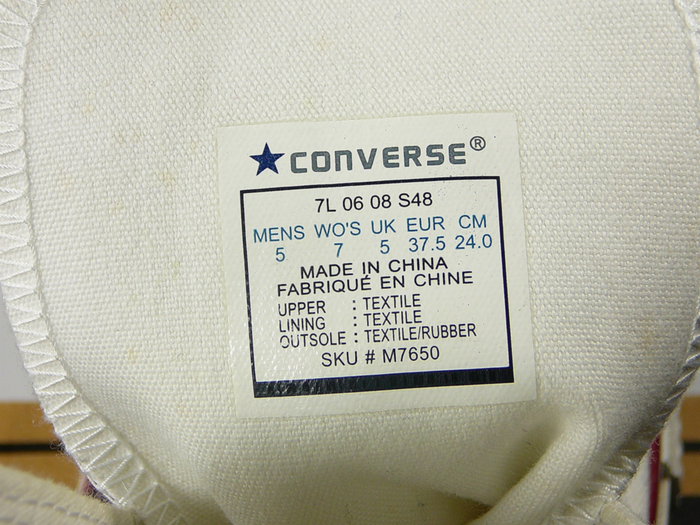 ★CONVERSE®
7L 06 08 S48
MENS WO'S UK EUR CM
5 7 5 37.5 24.0
MADE IN CHINA
FABRIQUÉ EN CHINE
UPPER : TEXTILE
LINING : TEXTILE
OUTSOLE : TEXTILE/RUBBER
SKU # M7650